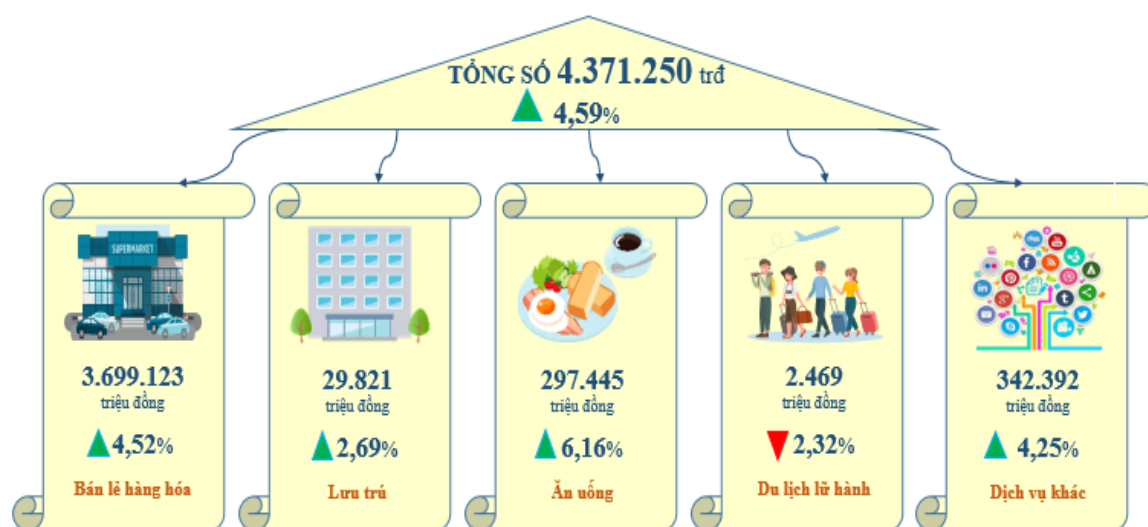 TỔNG SỐ 4.371.250 trđ
4,59%
SUPERMARKET
3.699.123
triệu đồng
4,52%
Bán lẻ hàng hóa
29.821
triệu đồng
2,69%
Lưu trú
297.445
triệu đồng
6,16%
Ăn uống
2.469
triệu đồng
2,32%
Du lịch lữ hành
342.392
triệu đồng
4,25%
Dịch vụ khác